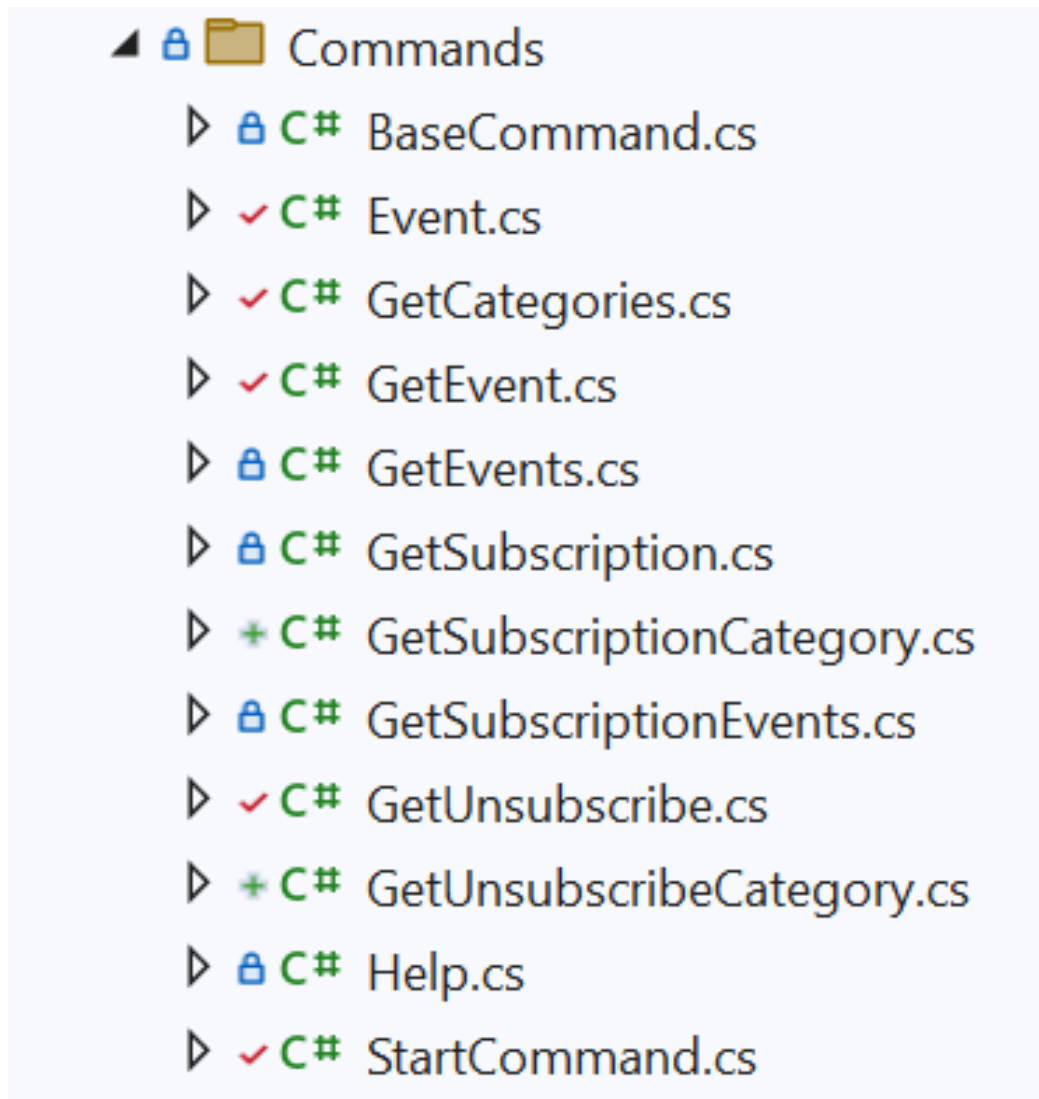 Commands
C# BaseCommand.cs
C# Event.cs
C# GetCategories.cs
C# GetEvent.cs
C# GetEvents.cs
C# GetSubscription.cs
C# GetSubscriptionCategory.cs
C# GetSubscriptionEvents.cs
C# GetUnsubscribe.cs
C# GetUnsubscribeCategory.cs
C# Help.cs
C# StartCommand.cs